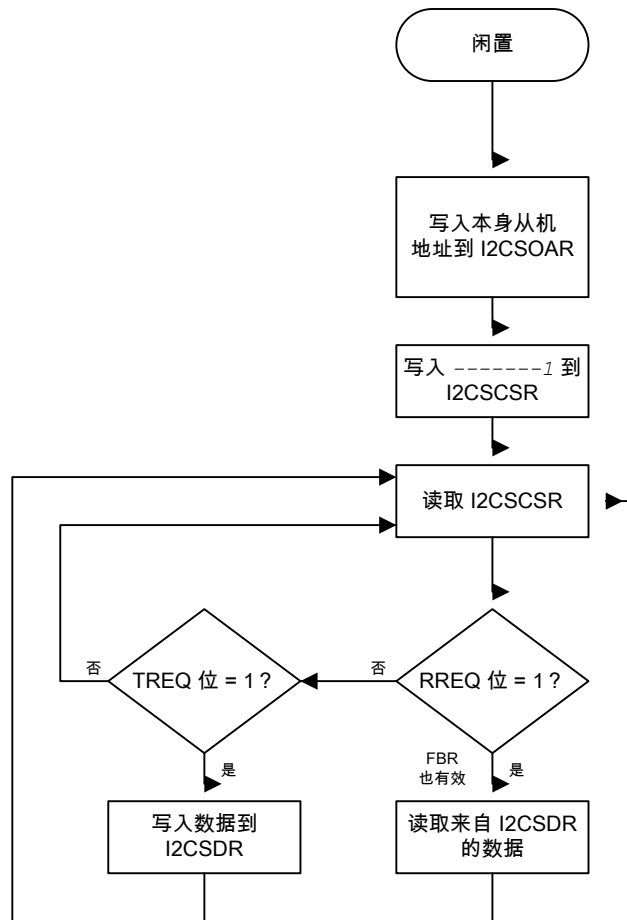 闲置
写入本身从机
地址到 I2CSOAR
写入 -------1 到
I2CSCSR
读取 I2CSCSR
否
TREQ 位 = 1？
否
RREQ 位 = 1？
是
FBR
也有效
是
写入数据到
I2CSDR
读取来自 I2CSDR
的数据